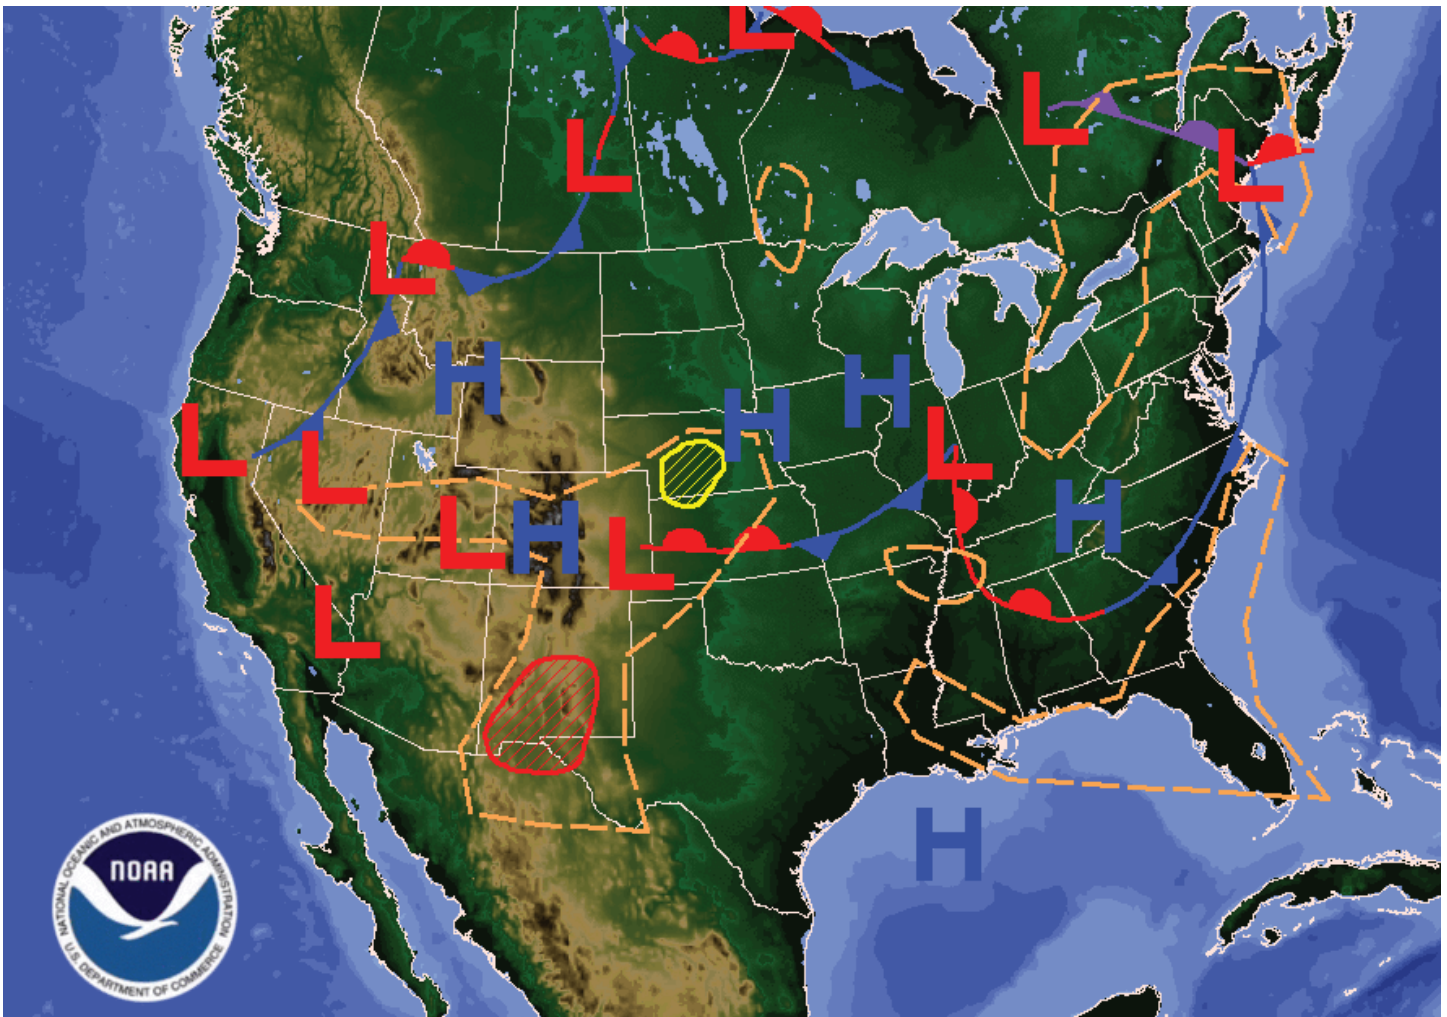 L
L
L
L
L
H
H
H
L
L
L
L
H
H
L
L
H
NOAA
NATIONAL OCEANIC AND ATMOSPHERIC ADMINISTRATION
U.S. DEPARTMENT OF COMMERCE